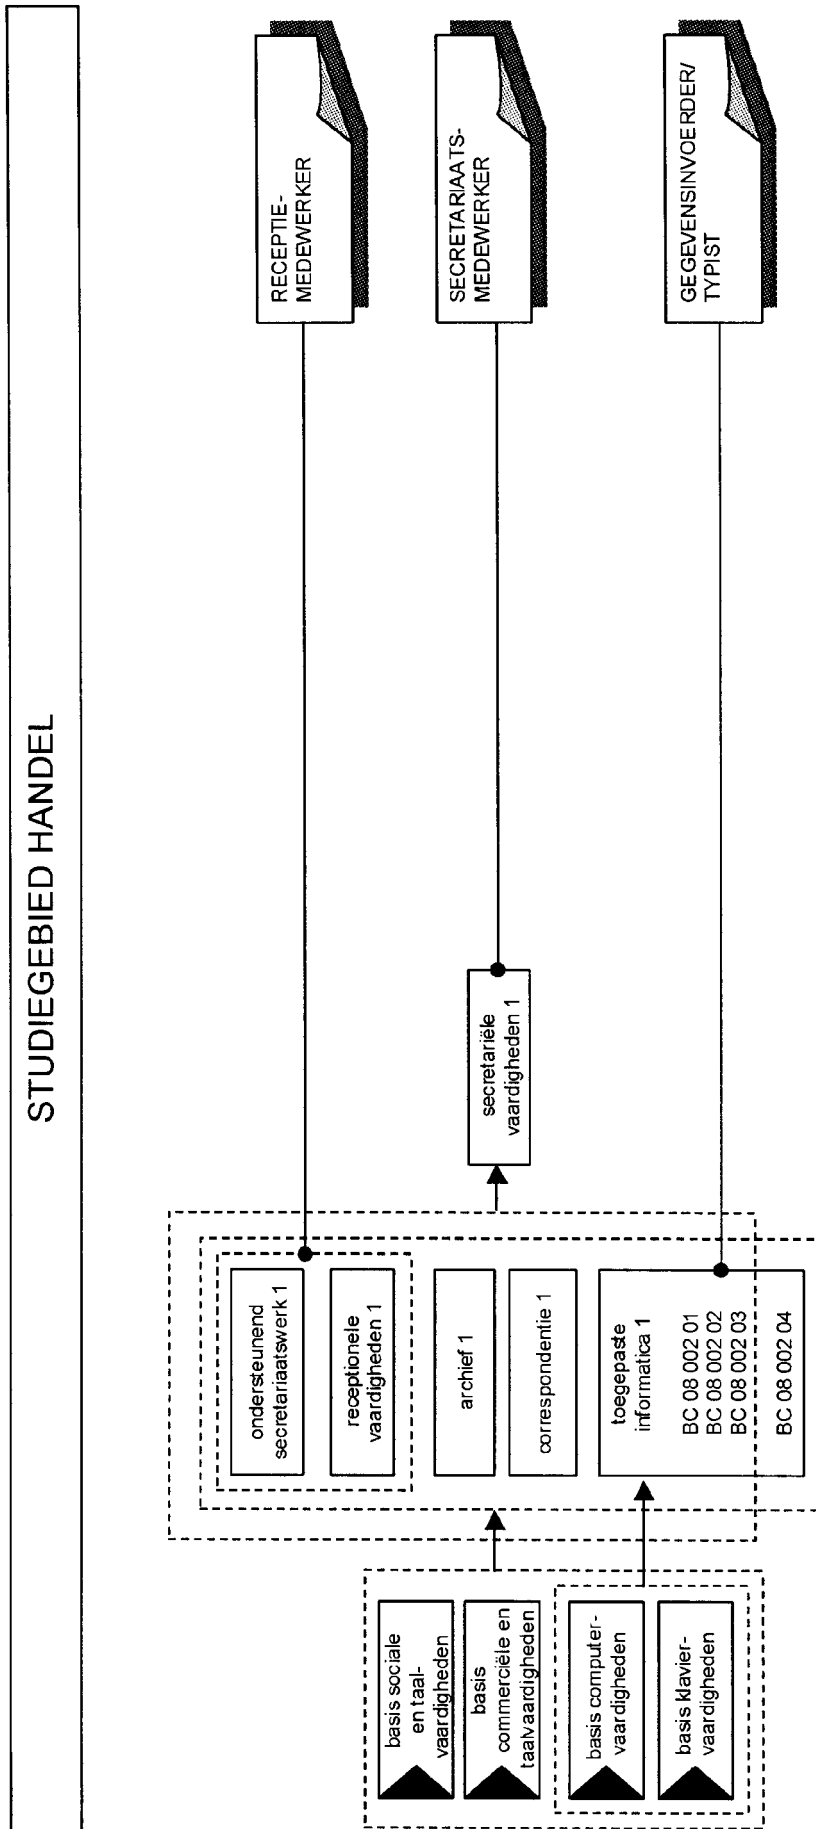 STUDIEGEBIED HANDEL
basis sociale
en taal-
vaardigheden
basis
commerciële en
taalvaardigheden
basis computer-
vaardigheden
basis klavier-
vaardigheden
ondersteunend
secretariaatswerk 1
receptionele
vaardigheden 1
archief 1
correspondentie 1
toegepaste
informatica 1
BC 08 002 01
BC 08 002 02
BC 08 002 03
BC 08 002 04
secretariële
vaardigheden 1
RECEPTIE-
MEDEWERKER
SECRETARIAATS-
MEDEWERKER
GEGEVENSINVOERDER/
TYPIST